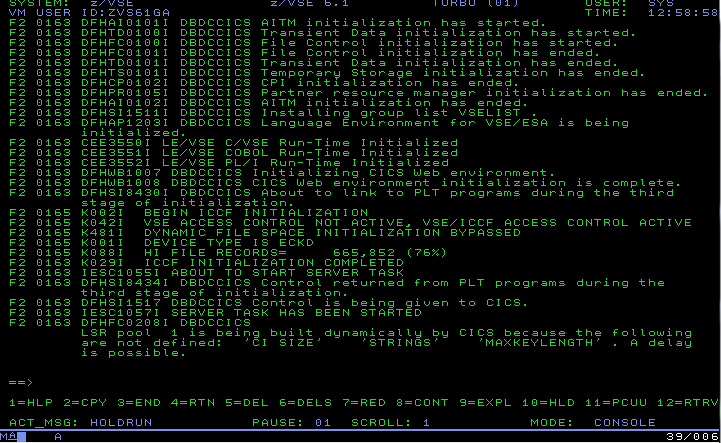 SYSTEM: z/VSE z/VSE 6.1 TURBO (01) USER: SYS
VM USER ID:ZVS61GA TIME: 12:58:58
F2 0163 DFHAI0101I DBDCCICS AITM initialization has started.
F2 0163 DFHTD0100I DBDCCICS Transient Data initialization has started.
F2 0163 DFHFC0100I DBDCCICS File Control initialization has started.
F2 0163 DFHFC0101I DBDCCICS File Control initialization has ended.
F2 0163 DFHTD0101I DBDCCICS Transient Data initialization has ended.
F2 0163 DFHTS0101I DBDCCICS Temporary Storage initialization has ended.
F2 0163 DFHCP0102I DBDCCICS CPI initialization has ended.
F2 0163 DFHPR0105I DBDCCICS Partner resource manager initialization has ended.
F2 0163 DFHAI0102I DBDCCICS AITM initialization has ended.
F2 0163 DFHSI1511I DBDCCICS Installing group list VSELIST .
F2 0163 DFHAP1203I DBDCCICS Language Environment for VSE/ESA is being
initialized.
F2 0163 CEE3550I LE/VSE C/VSE Run-Time Initialized
F2 0163 CEE3551I LE/VSE COBOL Run-Time Initialized
F2 0163 CEE3552I LE/VSE PL/I Run-Time Initialized
F2 0163 DFHWB1007 DBDCCICS Initializing CICS Web environment.
F2 0163 DFHWB1008 DBDCCICS CICS Web environment initialization is complete.
F2 0163 DFHSI8430I DBDCCICS About to link to PLT programs during the third
stage of initialization.
F2 0165 K002I BEGIN ICCF INITIALIZATION
F2 0165 K042I VSE ACCESS CONTROL NOT ACTIVE, VSE/ICCF ACCESS CONTROL ACTIVE
F2 0165 K481I DYNAMIC FILE SPACE INITIALIZATION BYPASSED
F2 0165 K001I DEVICE TYPE IS ECKD
F2 0165 K088I HI FILE RECORDS= 665,852 (76%)
F2 0165 K029I ICCF INITIALIZATION COMPLETED
F2 0163 IESC1055I ABOUT TO START SERVER TASK
F2 0163 DFHSI8434I DBDCCICS Control returned from PLT programs during the
third stage of initialization.
F2 0163 DFHSI1517 DBDCCICS Control is being given to CICS.
F2 0163 IESC1057I SERVER TASK HAS BEEN STARTED
F2 0163 DFHFC0208I DBDCCICS
LSR pool 1 is being built dynamically by CICS because the following
are not defined: 'CI SIZE' 'STRINGS' 'MAXKEYLENGTH' . A delay
is possible.
==>
1=HLP 2=CPY 3=END 4=RTN 5=DEL 6=DELS 7=RED 8=CONT 9=EXPL 10=HLD 11=PCUU 12=RTRV
ACT_MSG: HOLDRUN PAUSE: 01 SCROLL: 1 MODE: CONSOLE
MA A 39/006